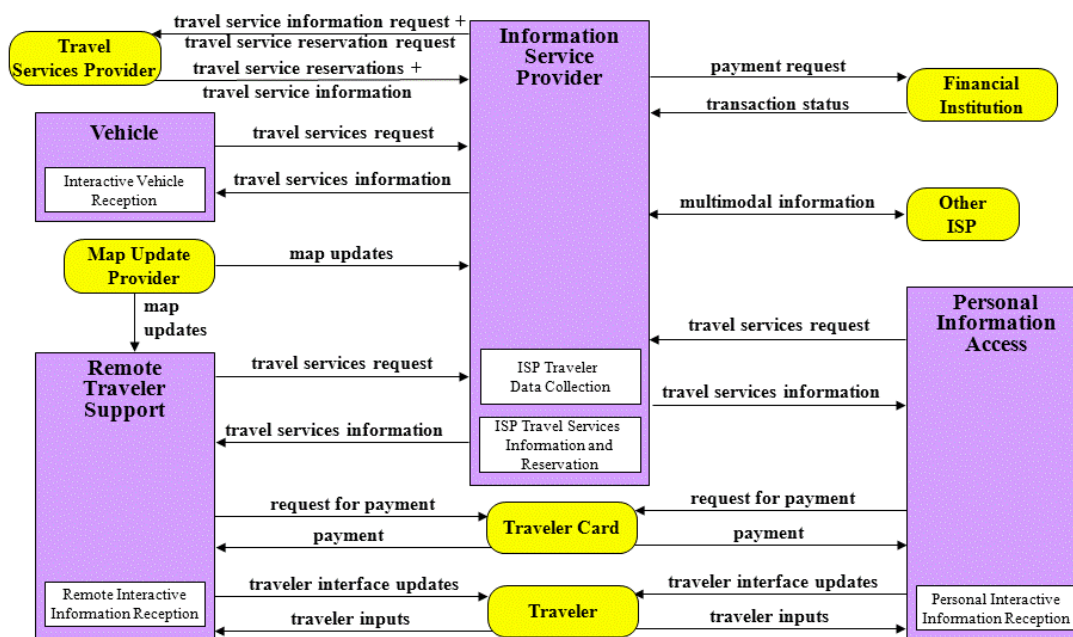 travel service information request +
travel service reservation request
Travel
Services Provider
travel service reservations +
travel service information
Information
Service
Provider
payment request
Financial
Institution
transaction status
Vehicle
travel services request
Interactive Vehicle
Reception
travel services information
multimodal information
Other
ISP
Map Update
Provider
map updates
map
updates
Personal
Information
Access
travel services request
Remote
Traveler
Support
travel services request
ISP Traveler
Data Collection
travel services information
travel services information
ISP Travel Services
Information and
Reservation
request for payment
request for payment
Traveler Card
payment
payment
traveler interface updates
traveler interface updates
Remote Interactive
Information Reception
Traveler
Personal Interactive
Information Reception
traveler inputs
traveler inputs